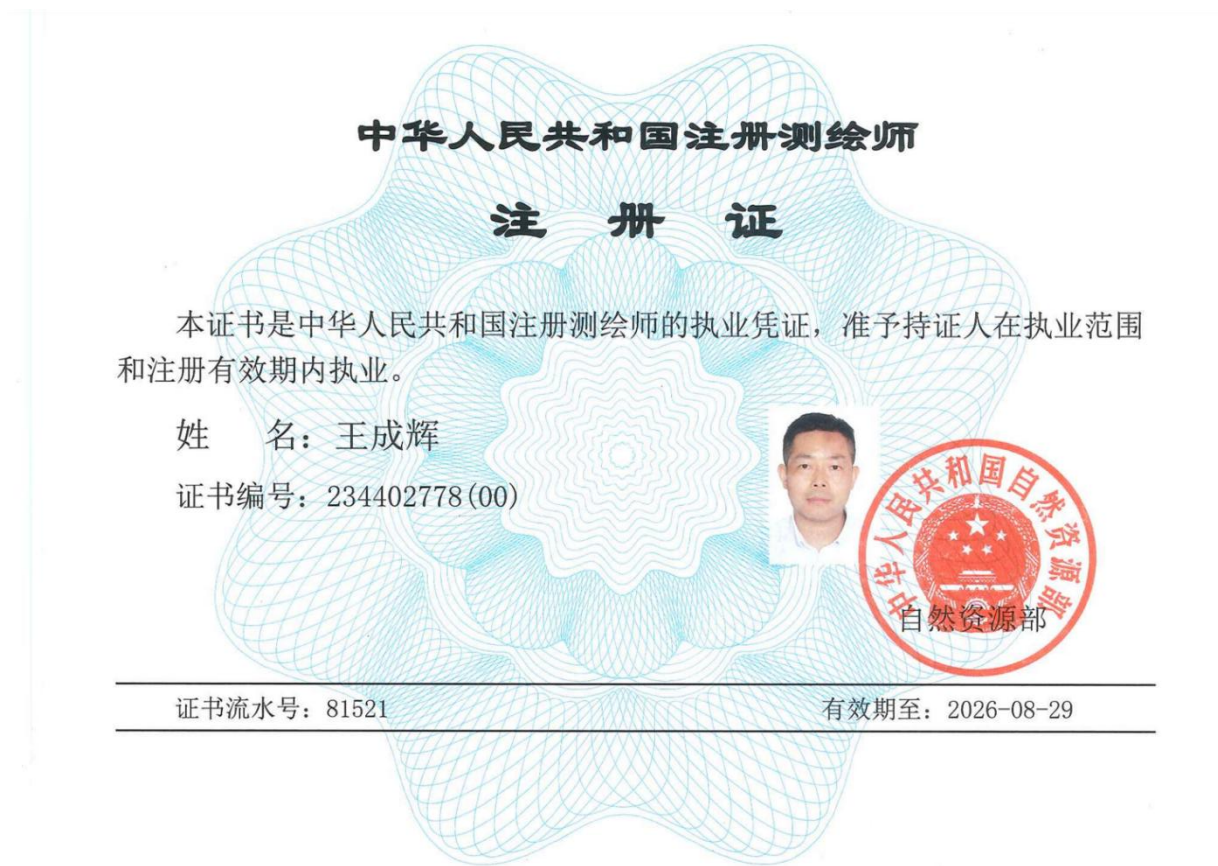 中华人民共和国注册测绘师
注 册 证
本证书是中华人民共和国注册测绘师的执业凭证，准予持证人在执业范围
和注册有效期内执业。
姓 名：王成辉
证书编号：234402778(00)
中华人民共和国自然资源部
自然资源部
证书流水号：81521
有效期至：2026-08-29